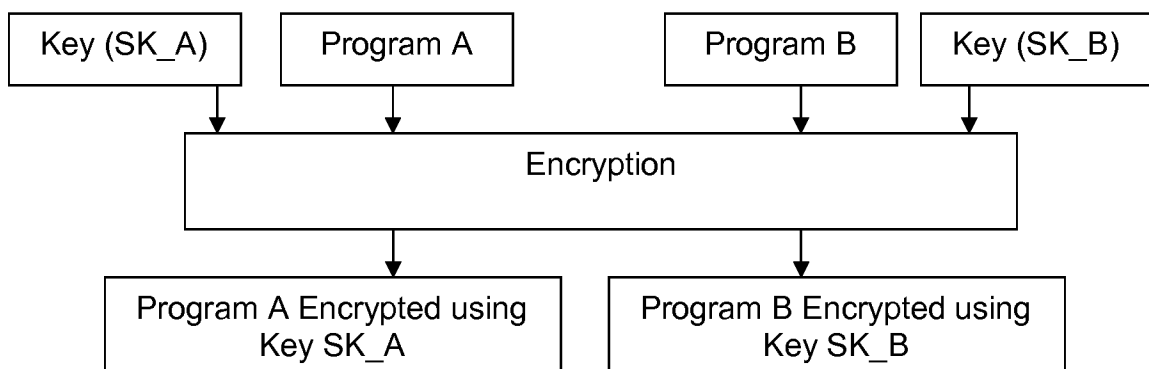 Key (SK_A)
Program A
Program B
Key (SK_B)
Encryption
Program A Encrypted using
Key SK_A
Program B Encrypted using
Key SK_B